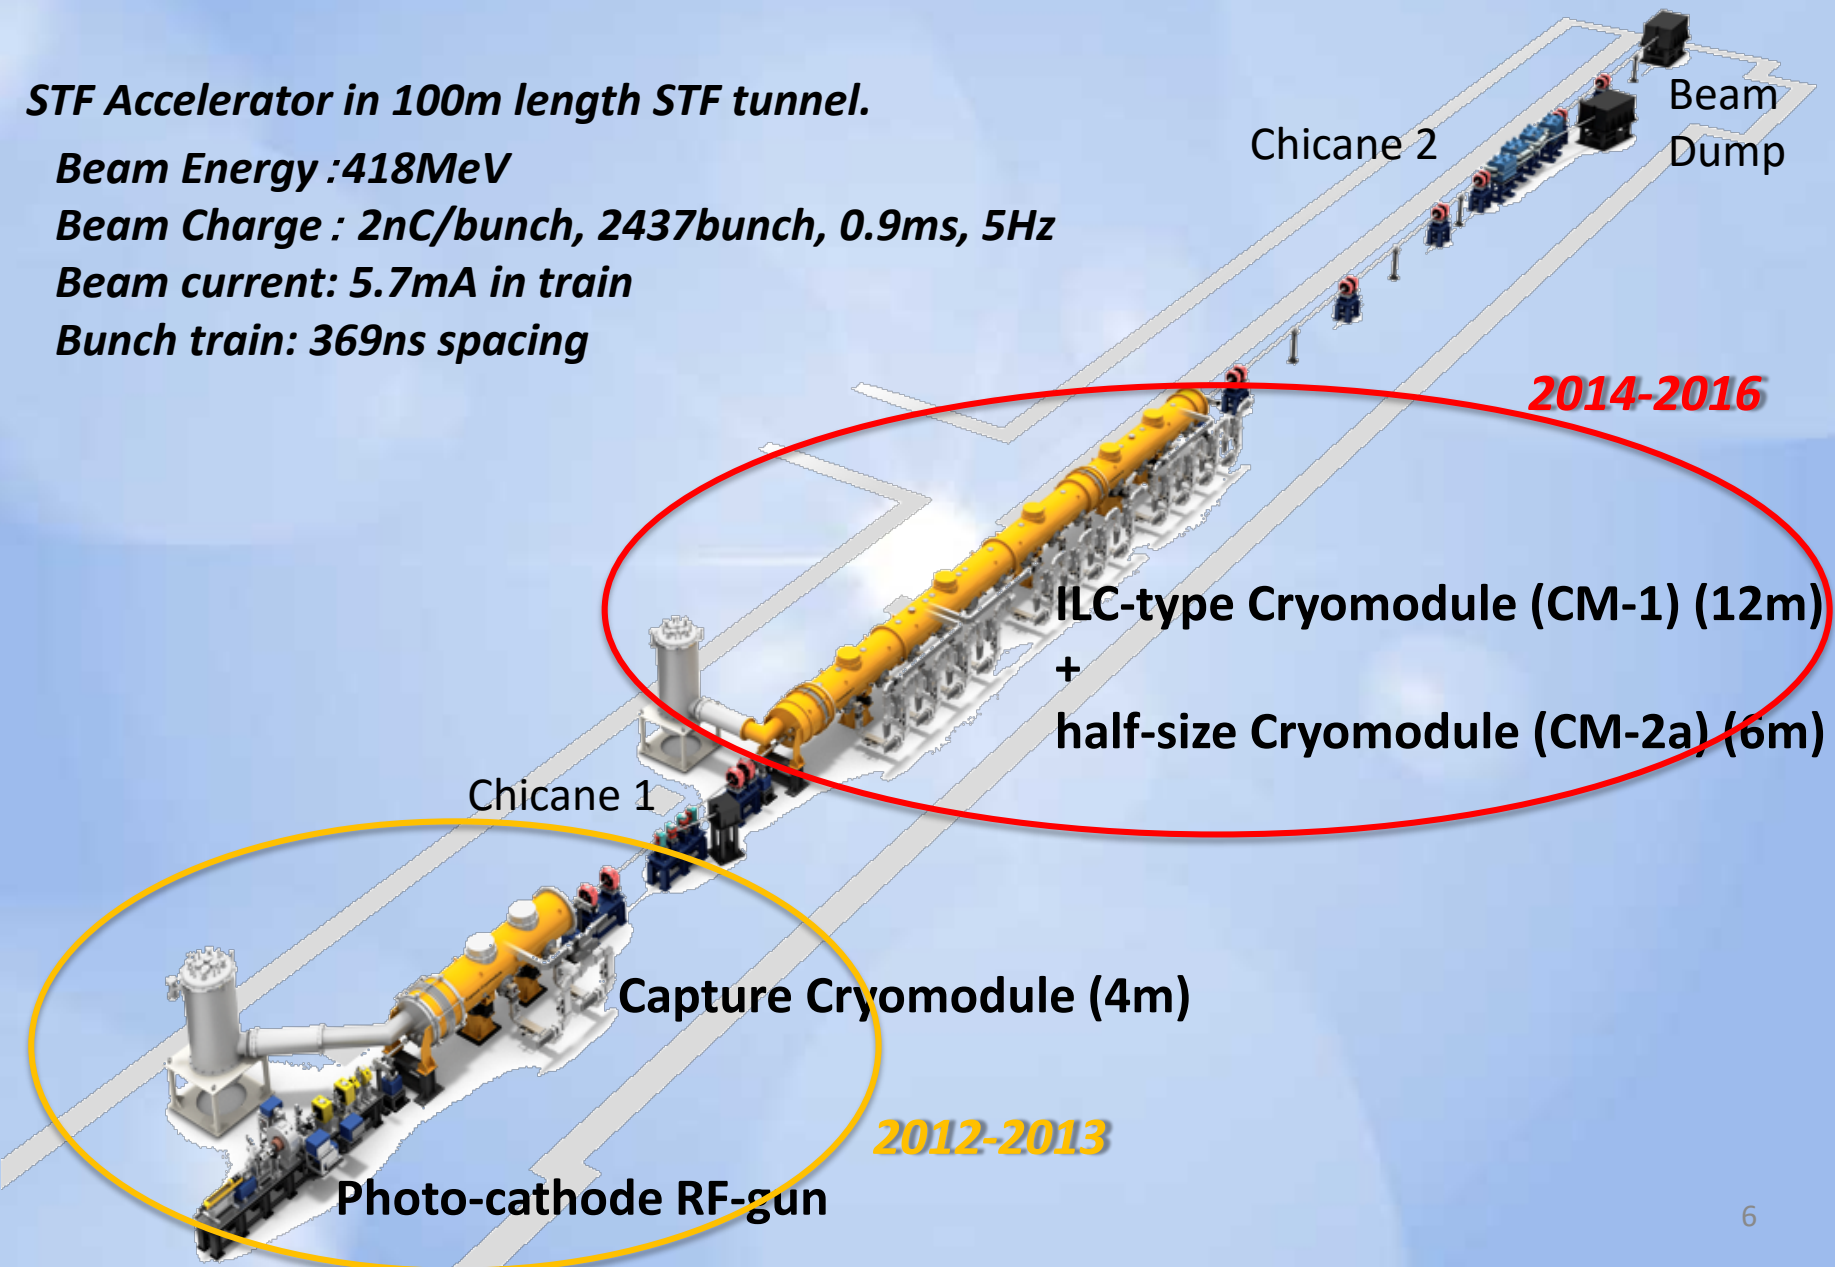 STF Accelerator in 100m length STF tunnel.
Beam Energy：418MeV
Beam Charge： 2nC/bunch, 2437bunch, 0.9ms, 5Hz
Beam current: 5.7mA in train
Bunch train: 369ns spacing
Beam
Dump
Chicane 2
2014-2016
ILC-type Cryomodule (CM-1) (12m)
+
half-size Cryomodule (CM-2a) (6m)
Chicane 1
Capture Cryomodule (4m)
2012-2013
Photo-cathode RF-gun
6